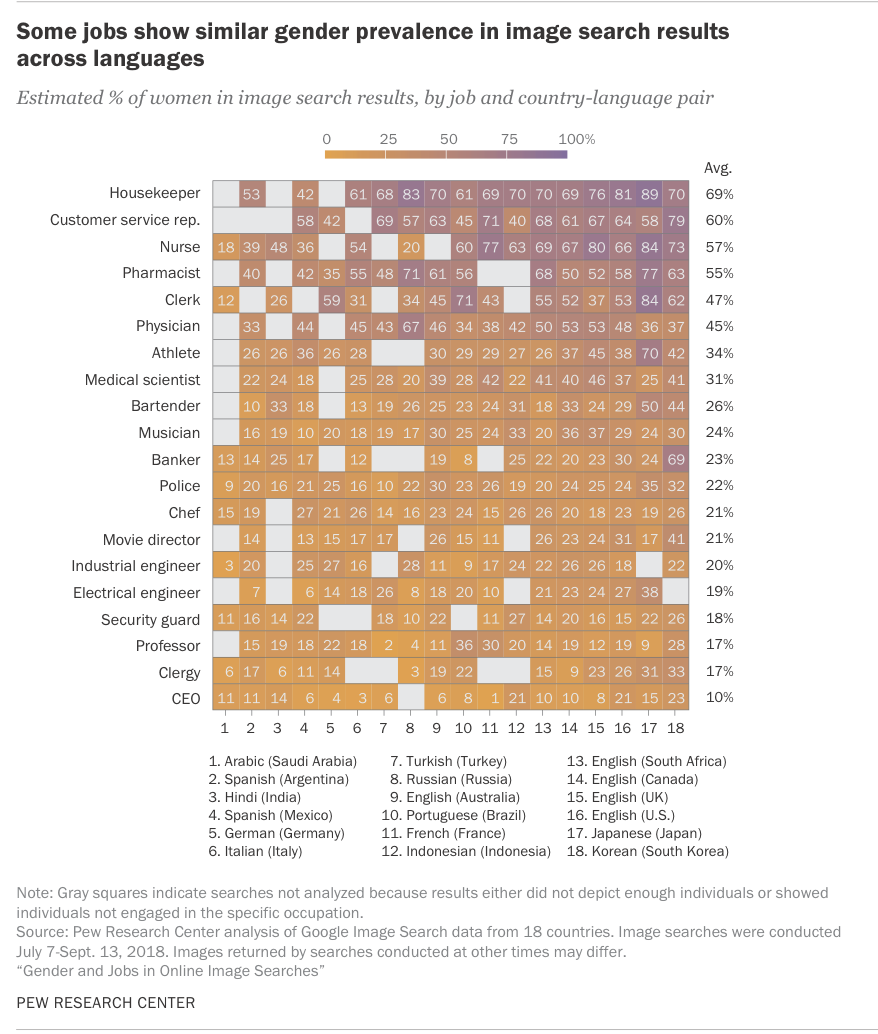 Some jobs show similar gender prevalence in image search results
across languages
Estimated % of women in image search results, by job and country-language pair
0 25 50 75 100%
Avg.
Housekeeper 53 42 61 68 83 70 61 69 70 70 69 76 81 89 70 69%
Customer service rep. 58 42 69 57 63 45 71 40 68 61 67 64 58 79 60%
Nurse 18 39 48 36 54 20 60 77 63 69 67 80 66 84 73 57%
Pharmacist 40 42 35 55 48 71 61 56 68 50 52 58 77 63 55%
Clerk 12 26 59 31 34 45 71 43 55 52 37 53 84 62 47%
Physician 33 44 45 43 67 46 34 38 42 50 53 53 48 36 37 45%
Athlete 26 26 36 26 28 30 29 29 27 26 37 45 38 70 42 34%
Medical scientist 22 24 18 25 28 20 39 28 42 22 41 40 46 37 25 41 31%
Bartender 10 33 18 13 19 26 25 23 24 31 18 33 24 29 50 44 26%
Musician 16 19 10 20 18 19 17 30 25 24 33 20 36 37 29 24 30 24%
Banker 13 14 25 17 12 19 8 25 22 20 23 30 24 69 23%
Police 9 20 16 21 25 16 10 22 30 23 26 19 20 24 25 24 35 32 22%
Chef 15 19 27 21 26 14 16 23 24 15 26 26 20 18 23 19 26 21%
Movie director 14 13 15 17 17 26 15 11 26 23 24 31 17 41 21%
Industrial engineer 3 20 25 27 16 28 11 9 17 24 22 26 26 18 22 20%
Electrical engineer 7 6 14 18 26 8 18 20 10 21 23 24 27 38 19%
Security guard 11 16 14 22 18 10 22 11 27 14 20 16 15 22 26 18%
Professor 15 19 18 22 18 2 4 11 36 30 20 14 19 12 19 9 28 17%
Clergy 6 17 6 11 14 3 19 22 15 9 23 26 31 33 17%
CEO 11 11 14 6 4 3 6 6 8 1 21 10 10 8 21 15 23 10%
1 2 3 4 5 6 7 8 9 10 11 12 13 14 15 16 17 18
1. Arabic (Saudi Arabia) 7. Turkish (Turkey) 13. English (South Africa)
2. Spanish (Argentina) 8. Russian (Russia) 14. English (Canada)
3. Hindi (India) 9. English (Australia) 15. English (UK)
4. Spanish (Mexico) 10. Portuguese (Brazil) 16. English (U.S.)
5. German (Germany) 11. French (France) 17. Japanese (Japan)
6. Italian (Italy) 12. Indonesian (Indonesia) 18. Korean (South Korea)
Note: Gray squares indicate searches not analyzed because results either did not depict enough individuals or showed
individuals not engaged in the specific occupation.
Source: Pew Research Center analysis of Google Image Search data from 18 countries. Image searches were conducted
July 7-Sept. 13, 2018. Images returned by searches conducted at other times may differ.
“Gender and Jobs in Online Image Searches”
PEW RESEARCH CENTER